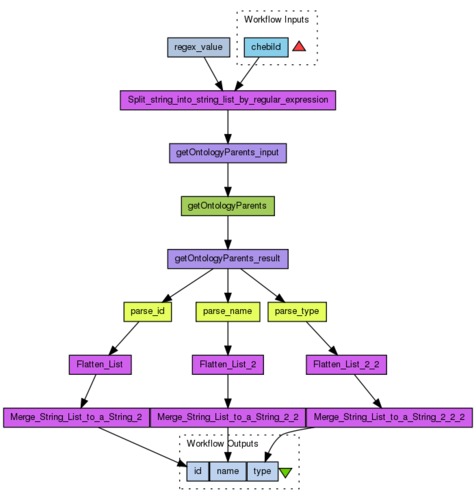 Workflow Inputs
regex_value
chebiId
Split_string_into_string_list_by_regular_expression
getOntologyParents_input
getOntologyParents
getOntologyParents_result
parse_id
parse_name
parse_type
Flatten_List
Flatten_List_2
Flatten_List_2_2
Merge_String_List_to_a_String_2
Merge_String_List_to_a_String_2_2
Merge_String_List_to_a_String_2_2_2
Workflow Outputs
id
name
type